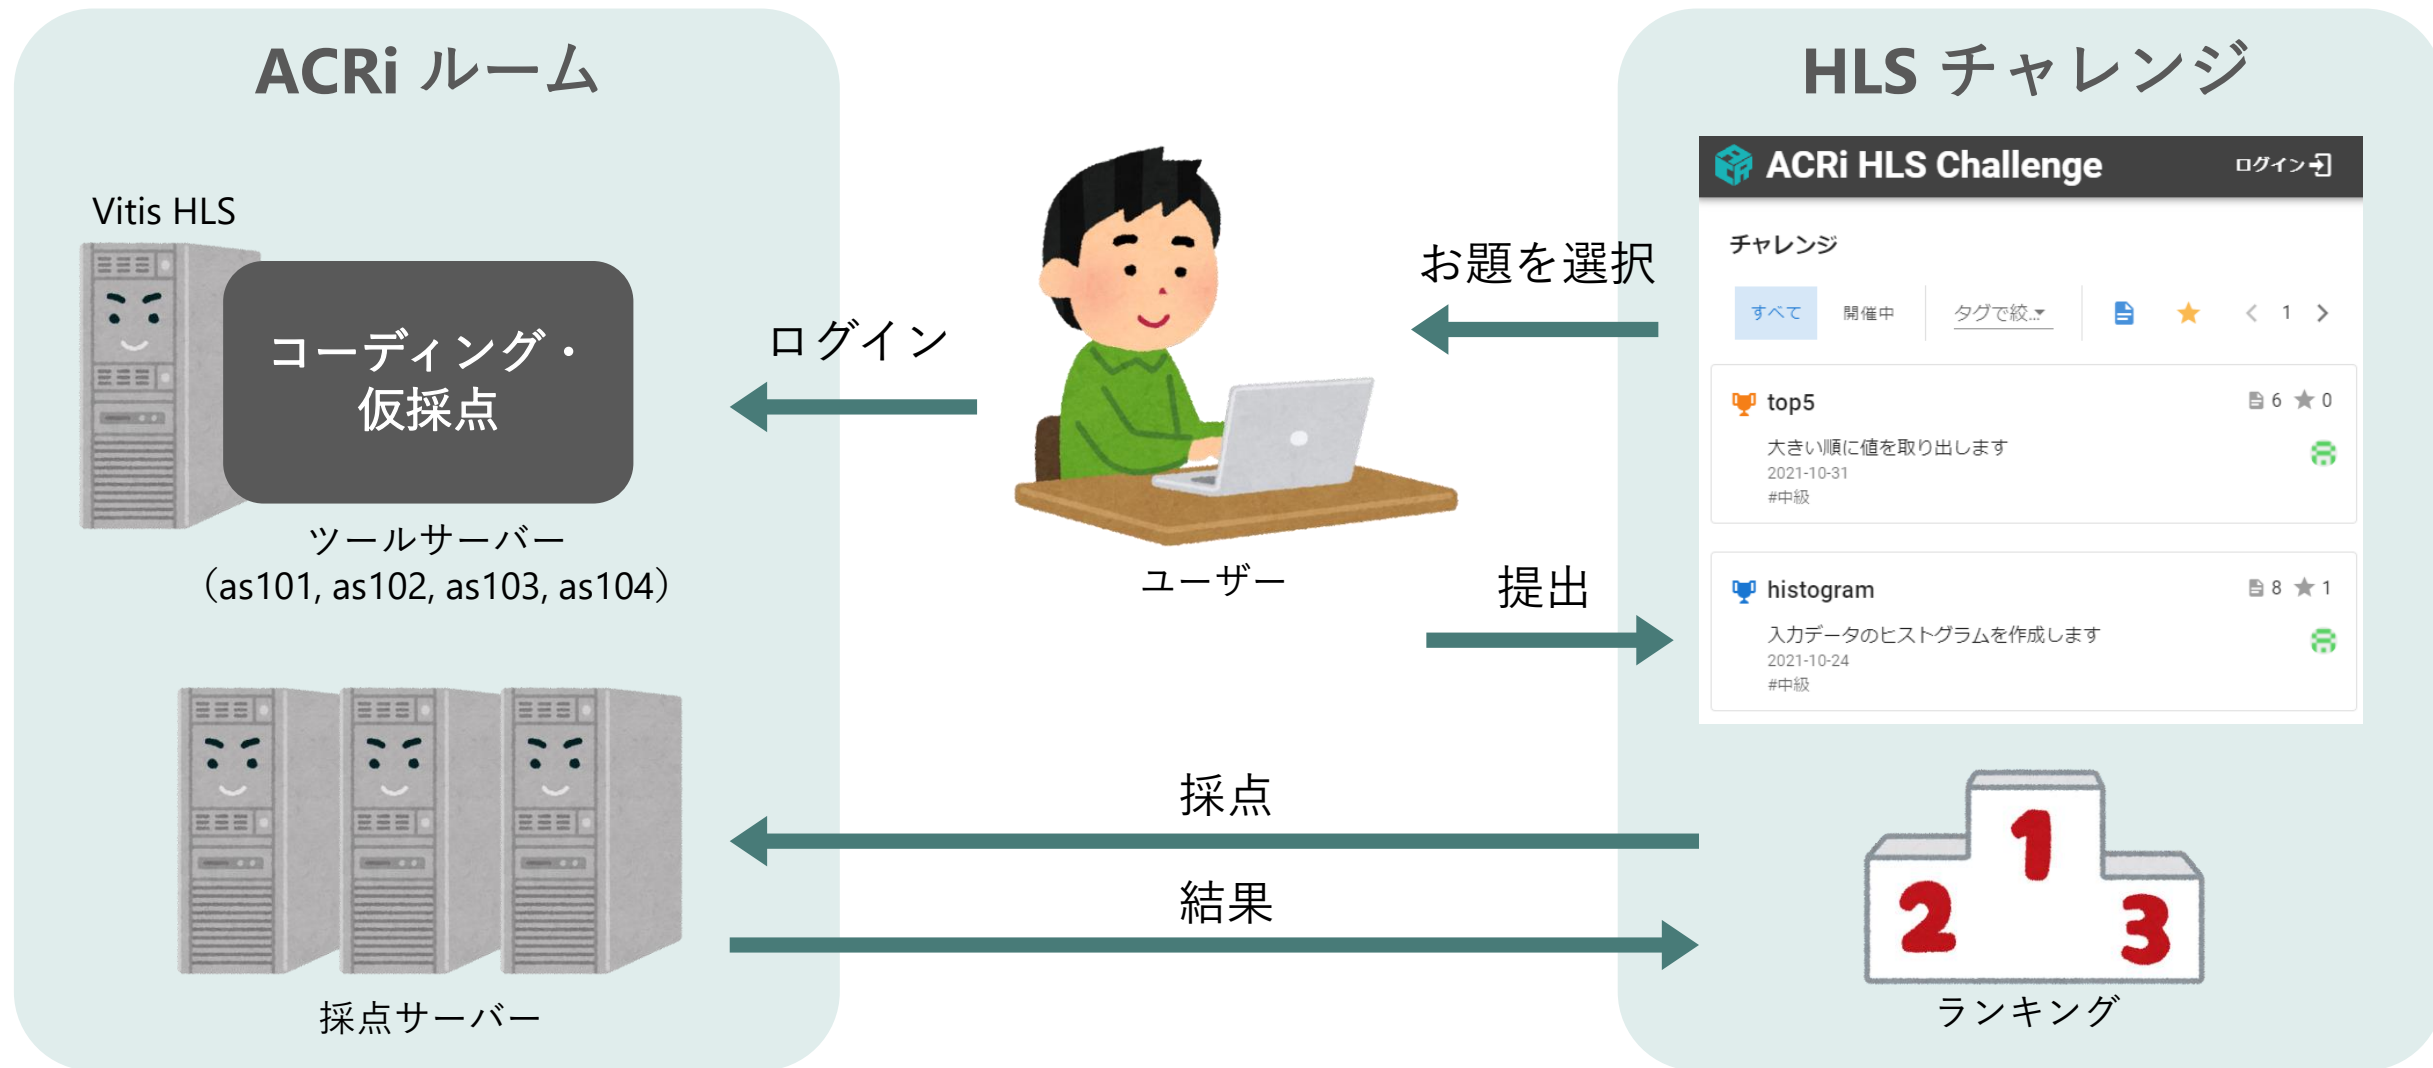 ACRi ルーム
Vitis HLS
コーディング・
仮採点
ツールサーバー
（as101, as102, as103, as104）
採点サーバー
ログイン
ユーザー
お題を選択
提出
採点
結果
HLS チャレンジ
ACRi HLS Challenge ログイン
チャレンジ
すべて 開催中 タグで絞... 1
top5 6 0
大きい順に値を取り出します
2021-10-31
#中級
histogram 8 1
入力データのヒストグラムを作成します
2021-10-24
#中級
1
2
3
ランキング